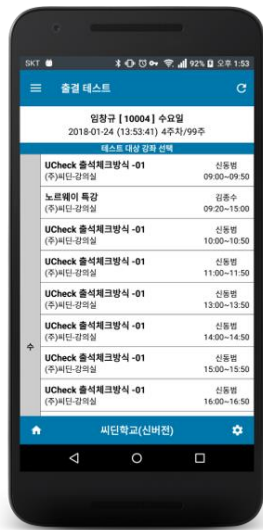 SKT 92% 오후 1:53
출결 테스트
임창규 [ 10004 ] 수요일
2018-01-24 (13:53:41) 4주차/99주
테스트 대상 강좌 선택
UCheck 출석체크방식 -01 신동범
(주)씨딘-강의실 09:00~09:50
노르웨이 특강 김종수
(주)씨딘-강의실 09:20~15:00
UCheck 출석체크방식 -01 신동범
(주)씨딘-강의실 10:00~10:50
UCheck 출석체크방식 -01 신동범
(주)씨딘-강의실 11:00~11:50
UCheck 출석체크방식 -01 신동범
(주)씨딘-강의실 13:00~13:50
수
UCheck 출석체크방식 -01 신동범
(주)씨딘-강의실 14:00~14:50
UCheck 출석체크방식 -01 신동범
(주)씨딘-강의실 15:00~15:50
UCheck 출석체크방식 -01 신동범
(주)씨딘-강의실 16:00~16:50
씨딘학교(신버전)